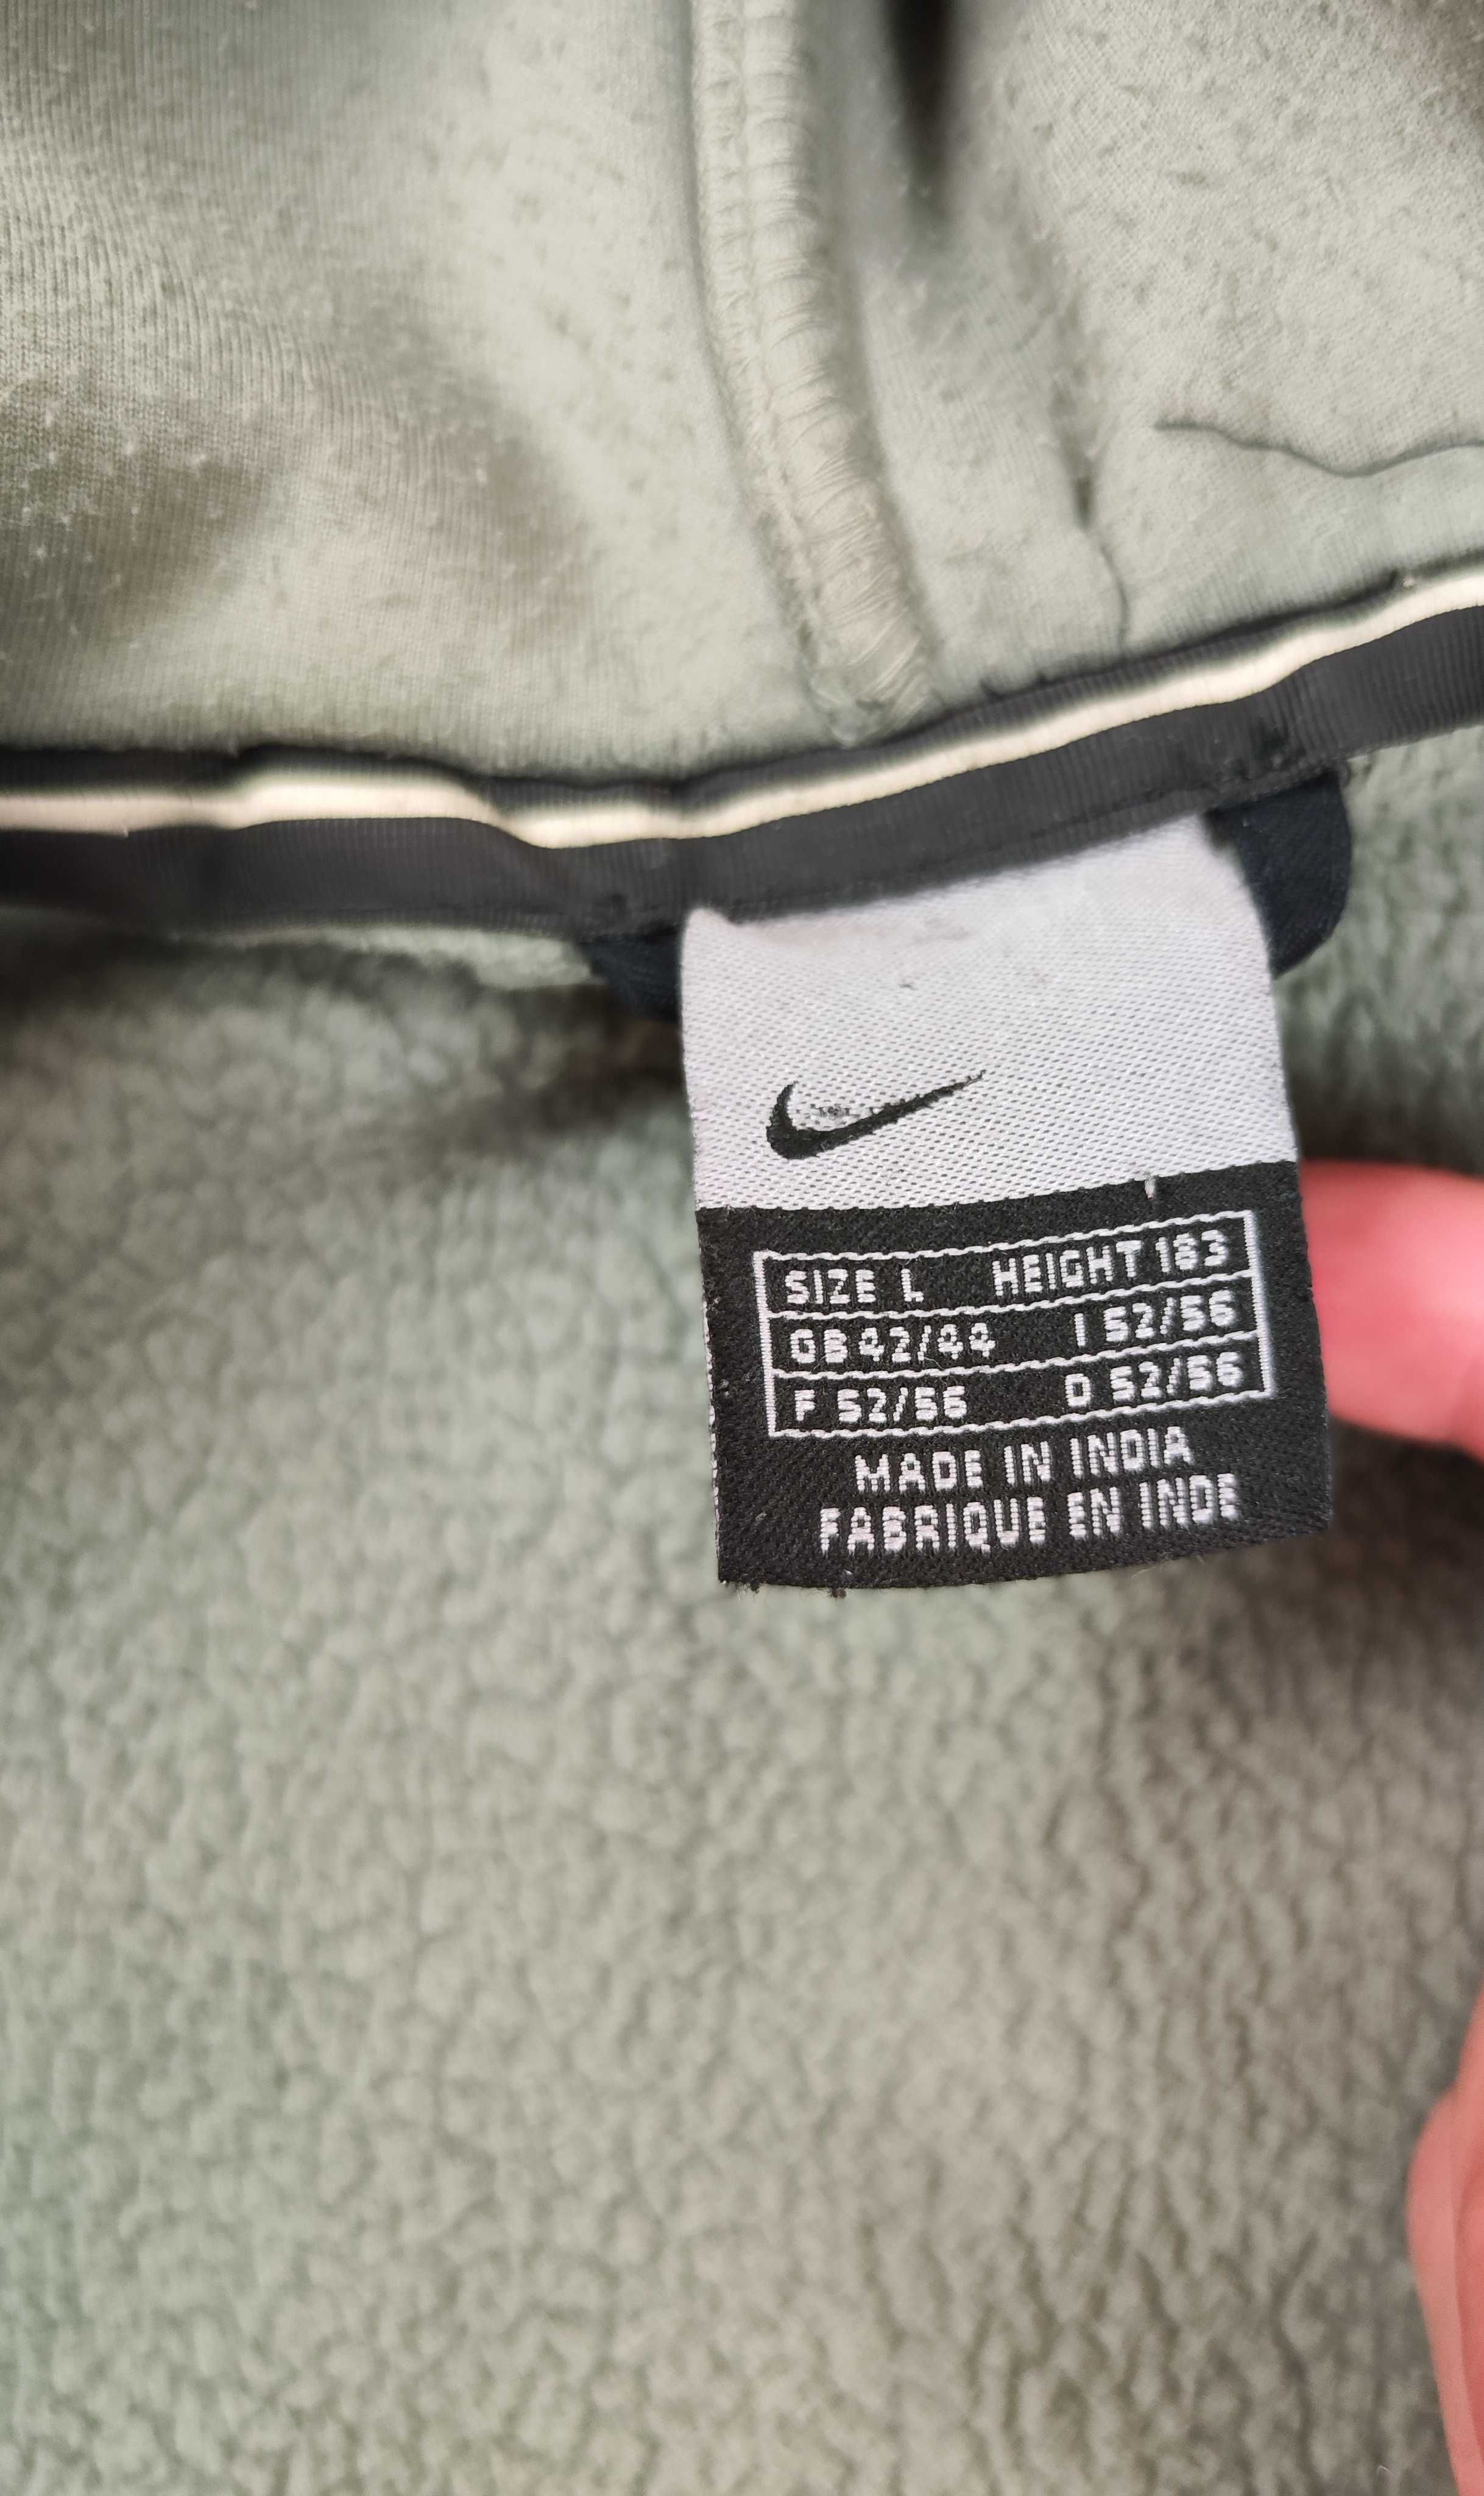 SIZE L HEIGHT 183
GB 42/44 I 52/56
F 52/56 D 52/56
MADE IN INDIA
FABRIQUE EN INDE